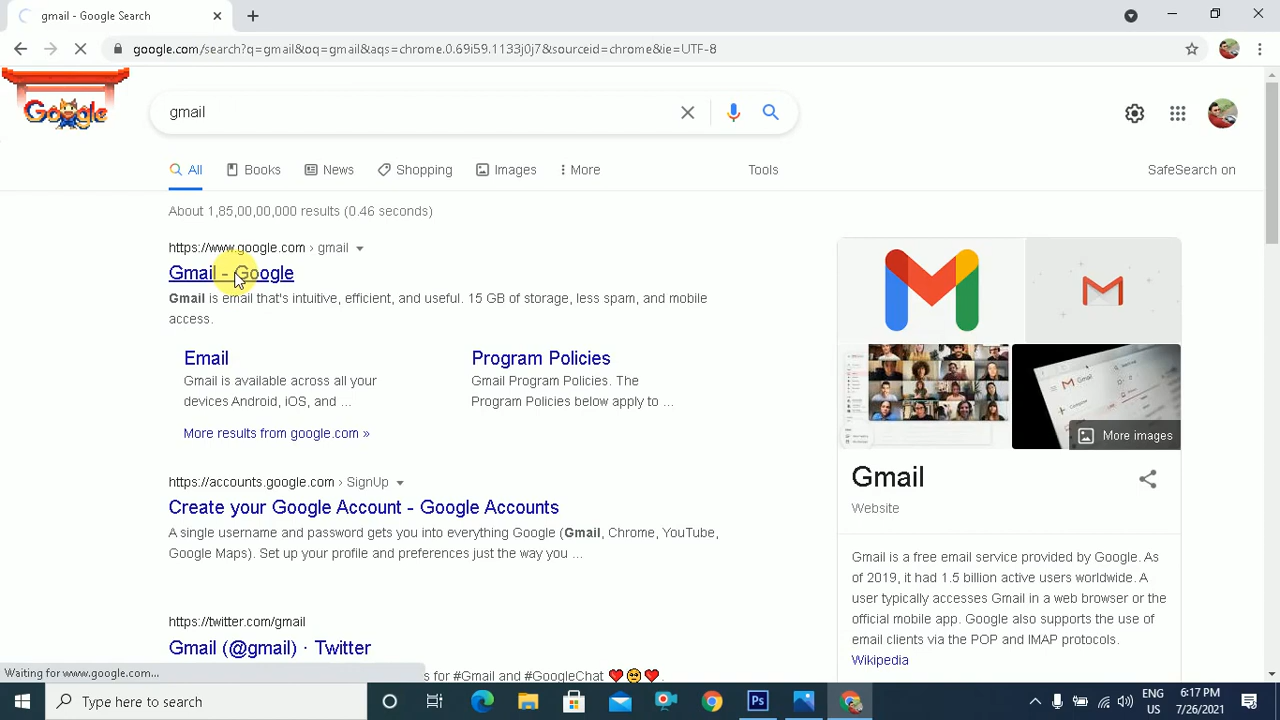 gmail - Google Search
google.com/search?q=gmail&oq=gmail&aqs=chrome.0.69i59.1133j0j7&sourceid=chrome&ie=UTF-8
Google
gmail
All
Books
News
Shopping
Images
More
Tools
SafeSearch on
About 1,85,00,00,000 results (0.46 seconds)
https://www.google.com › gmail
Gmail - Google
Gmail is email that's intuitive, efficient, and useful. 15 GB of storage, less spam, and mobile
access.
Email
Gmail is available across all your
devices Android, iOS, and ...
Program Policies
Gmail Program Policies. The
Program Policies below apply to ...
More results from google.com »
https://accounts.google.com › SignUp
Create your Google Account - Google Accounts
A single username and password gets you into everything Google (Gmail, Chrome, YouTube,
Google Maps). Set up your profile and preferences just the way you ...
https://twitter.com/gmail
Gmail (@gmail) · Twitter
s for #Gmail and #GoogleChat ❤️🥺❤️.
Gmail
Compose
More images
Gmail
Website
Gmail is a free email service provided by Google. As
of 2019, it had 1.5 billion active users worldwide. A
user typically accesses Gmail in a web browser or the
official mobile app. Google also supports the use of
email clients via the POP and IMAP protocols.
Wikipedia
Waiting for www.google.com...
Type here to search
Ps
ENG
US
6:17 PM
7/26/2021